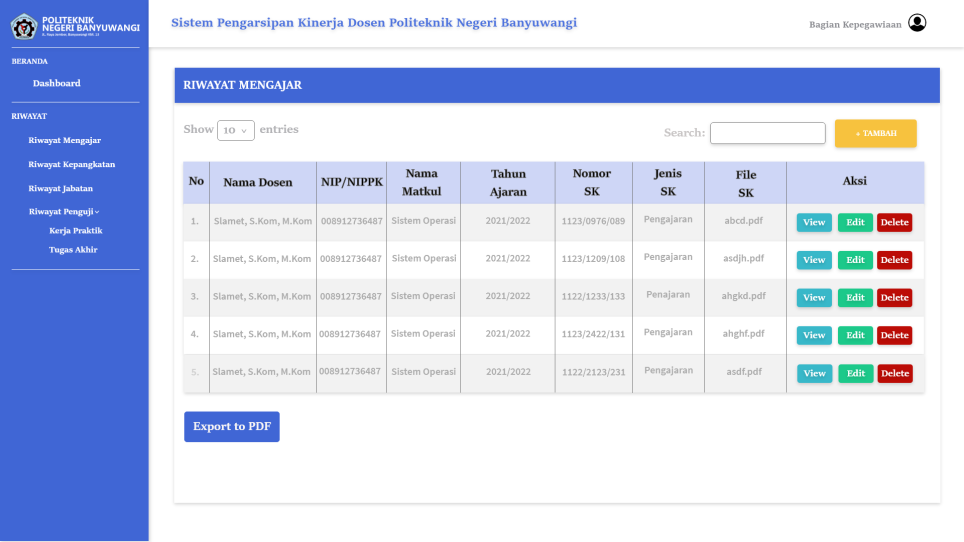 POLITEKNIK
NEGERI BANYUWANGI
Sistem Pengarsipan Kinerja Dosen Politeknik Negeri Banyuwangi
Bagian Kepegawiaan
BERANDA
Dashboard
RIWAYAT
Riwayat Mengajar
Riwayat Kepangkatan
Riwayat Jabatan
Riwayat Penguji
Kerja Praktik
Tugas Akhir
RIWAYAT MENGAJAR
Show 10 entries
Search:
+ TAMBAH
No Nama Dosen NIP/NIPPK Nama Matkul Tahun Ajaran Nomor SK Jenis SK File SK Aksi
1. Slamet, S.Kom, M.Kom 008912736487 Sistem Operasi 2021/2022 1123/0976/089 Pengajaran abcd.pdf View Edit Delete
2. Slamet, S.Kom, M.Kom 008912736487 Sistem Operasi 2021/2022 1123/1209/108 Pengajaran asdjh.pdf View Edit Delete
3. Slamet, S.Kom, M.Kom 008912736487 Sistem Operasi 2021/2022 1122/1233/133 Penajaran ahgkd.pdf View Edit Delete
4. Slamet, S.Kom, M.Kom 008912736487 Sistem Operasi 2021/2022 1123/2422/131 Pengajaran ahghf.pdf View Edit Delete
5. Slamet, S.Kom, M.Kom 008912736487 Sistem Operasi 2021/2022 1122/2123/231 Pengajaran asdf.pdf View Edit Delete
Export to PDF